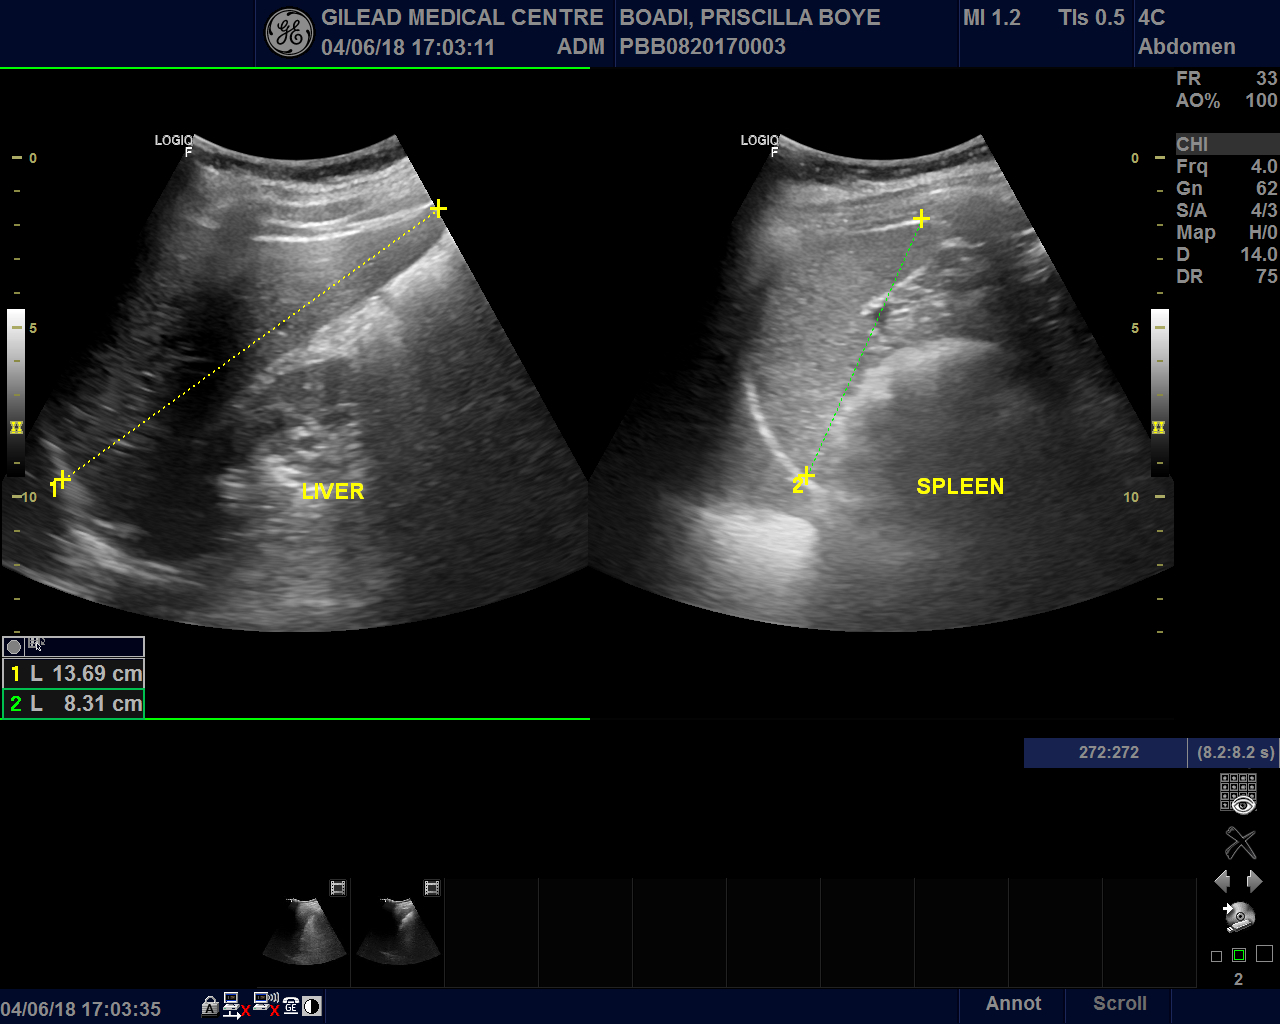 GILEAD MEDICAL CENTRE
04/06/18 17:03:11 ADM
BOADI, PRISCILLA BOYE
PBB0820170003
MI 1.2 TIs 0.5
4C
Abdomen
FR 33
AO% 100
CHI
Frq 4.0
Gn 62
S/A 4/3
Map H/0
D 14.0
DR 75
LOGIQ
F
LOGIQ
F
0
5
10
0
5
10
1
LIVER
2
SPLEEN
1 L 13.69 cm
2 L 8.31 cm
272:272 (8.2:8.2 s)
2
04/06/18 17:03:35
A
GE
Annot Scroll